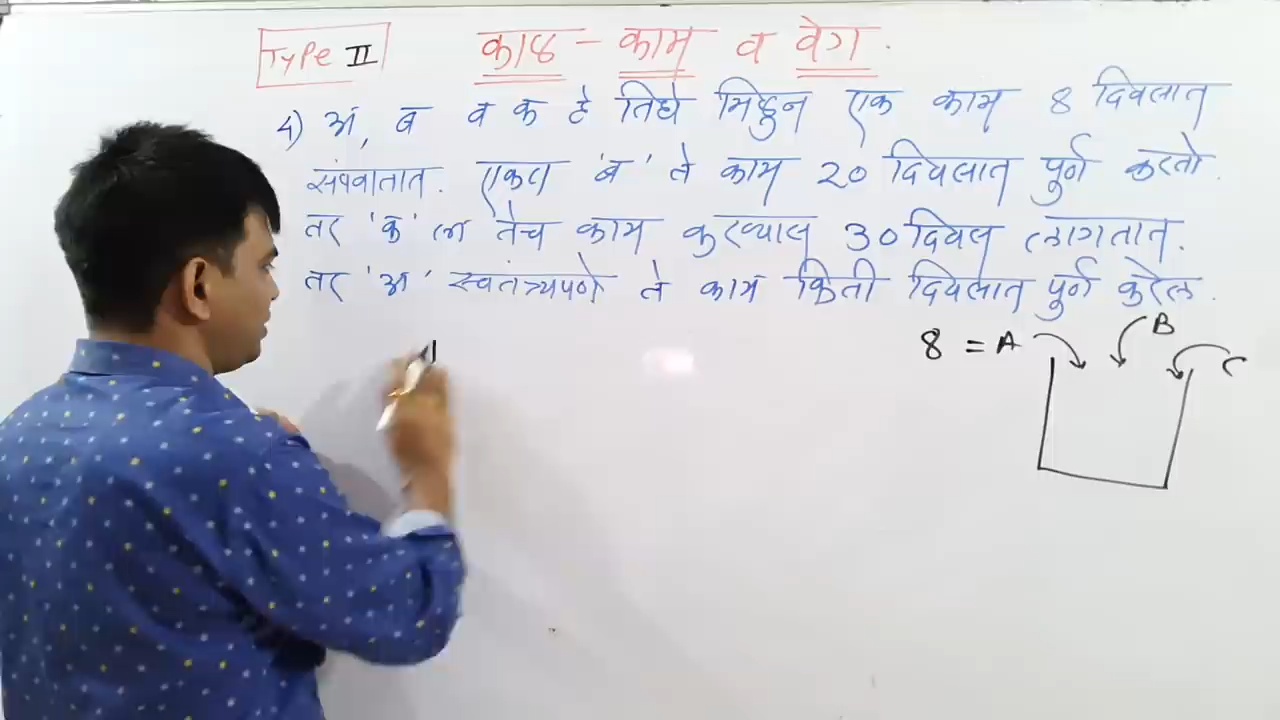 Type II काळ - काम व वेग.
4) अ, ब व क हे तिघे मिळुन एक काम 8 दिवसात
संपवतात. एकटा 'ब' ते काम 20 दिवसात पुर्ण करतो.
तर 'क' ला तेच काम करण्यास 30 दिवस लागतात.
तर 'अ' स्वतंत्र्यपणे ते काम किती दिवसात पुर्ण करेल.
8 = A B C